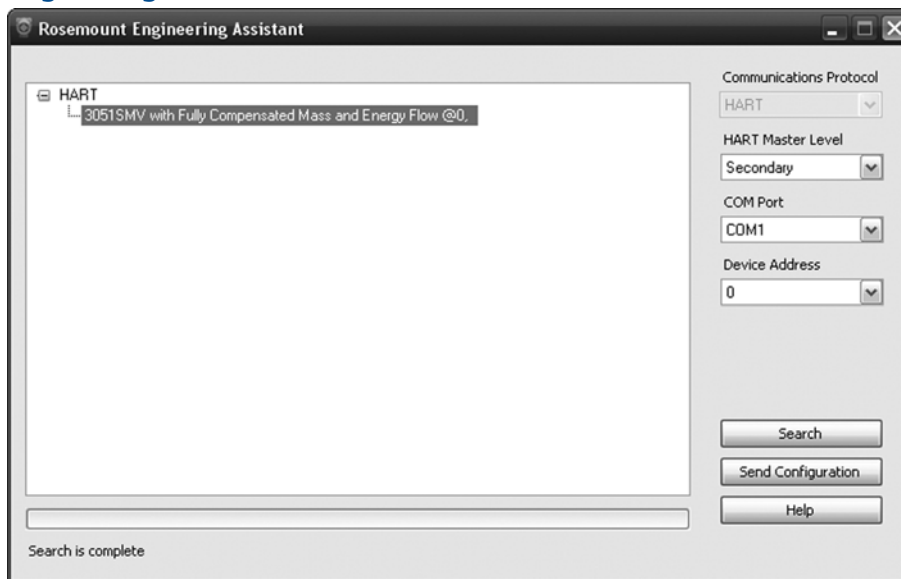 Rosemount Engineering Assistant
HART
3051SMV with Fully Compensated Mass and Energy Flow @0,
Communications Protocol
HART
HART Master Level
Secondary
COM Port
COM1
Device Address
0
Search
Send Configuration
Help
Search is complete